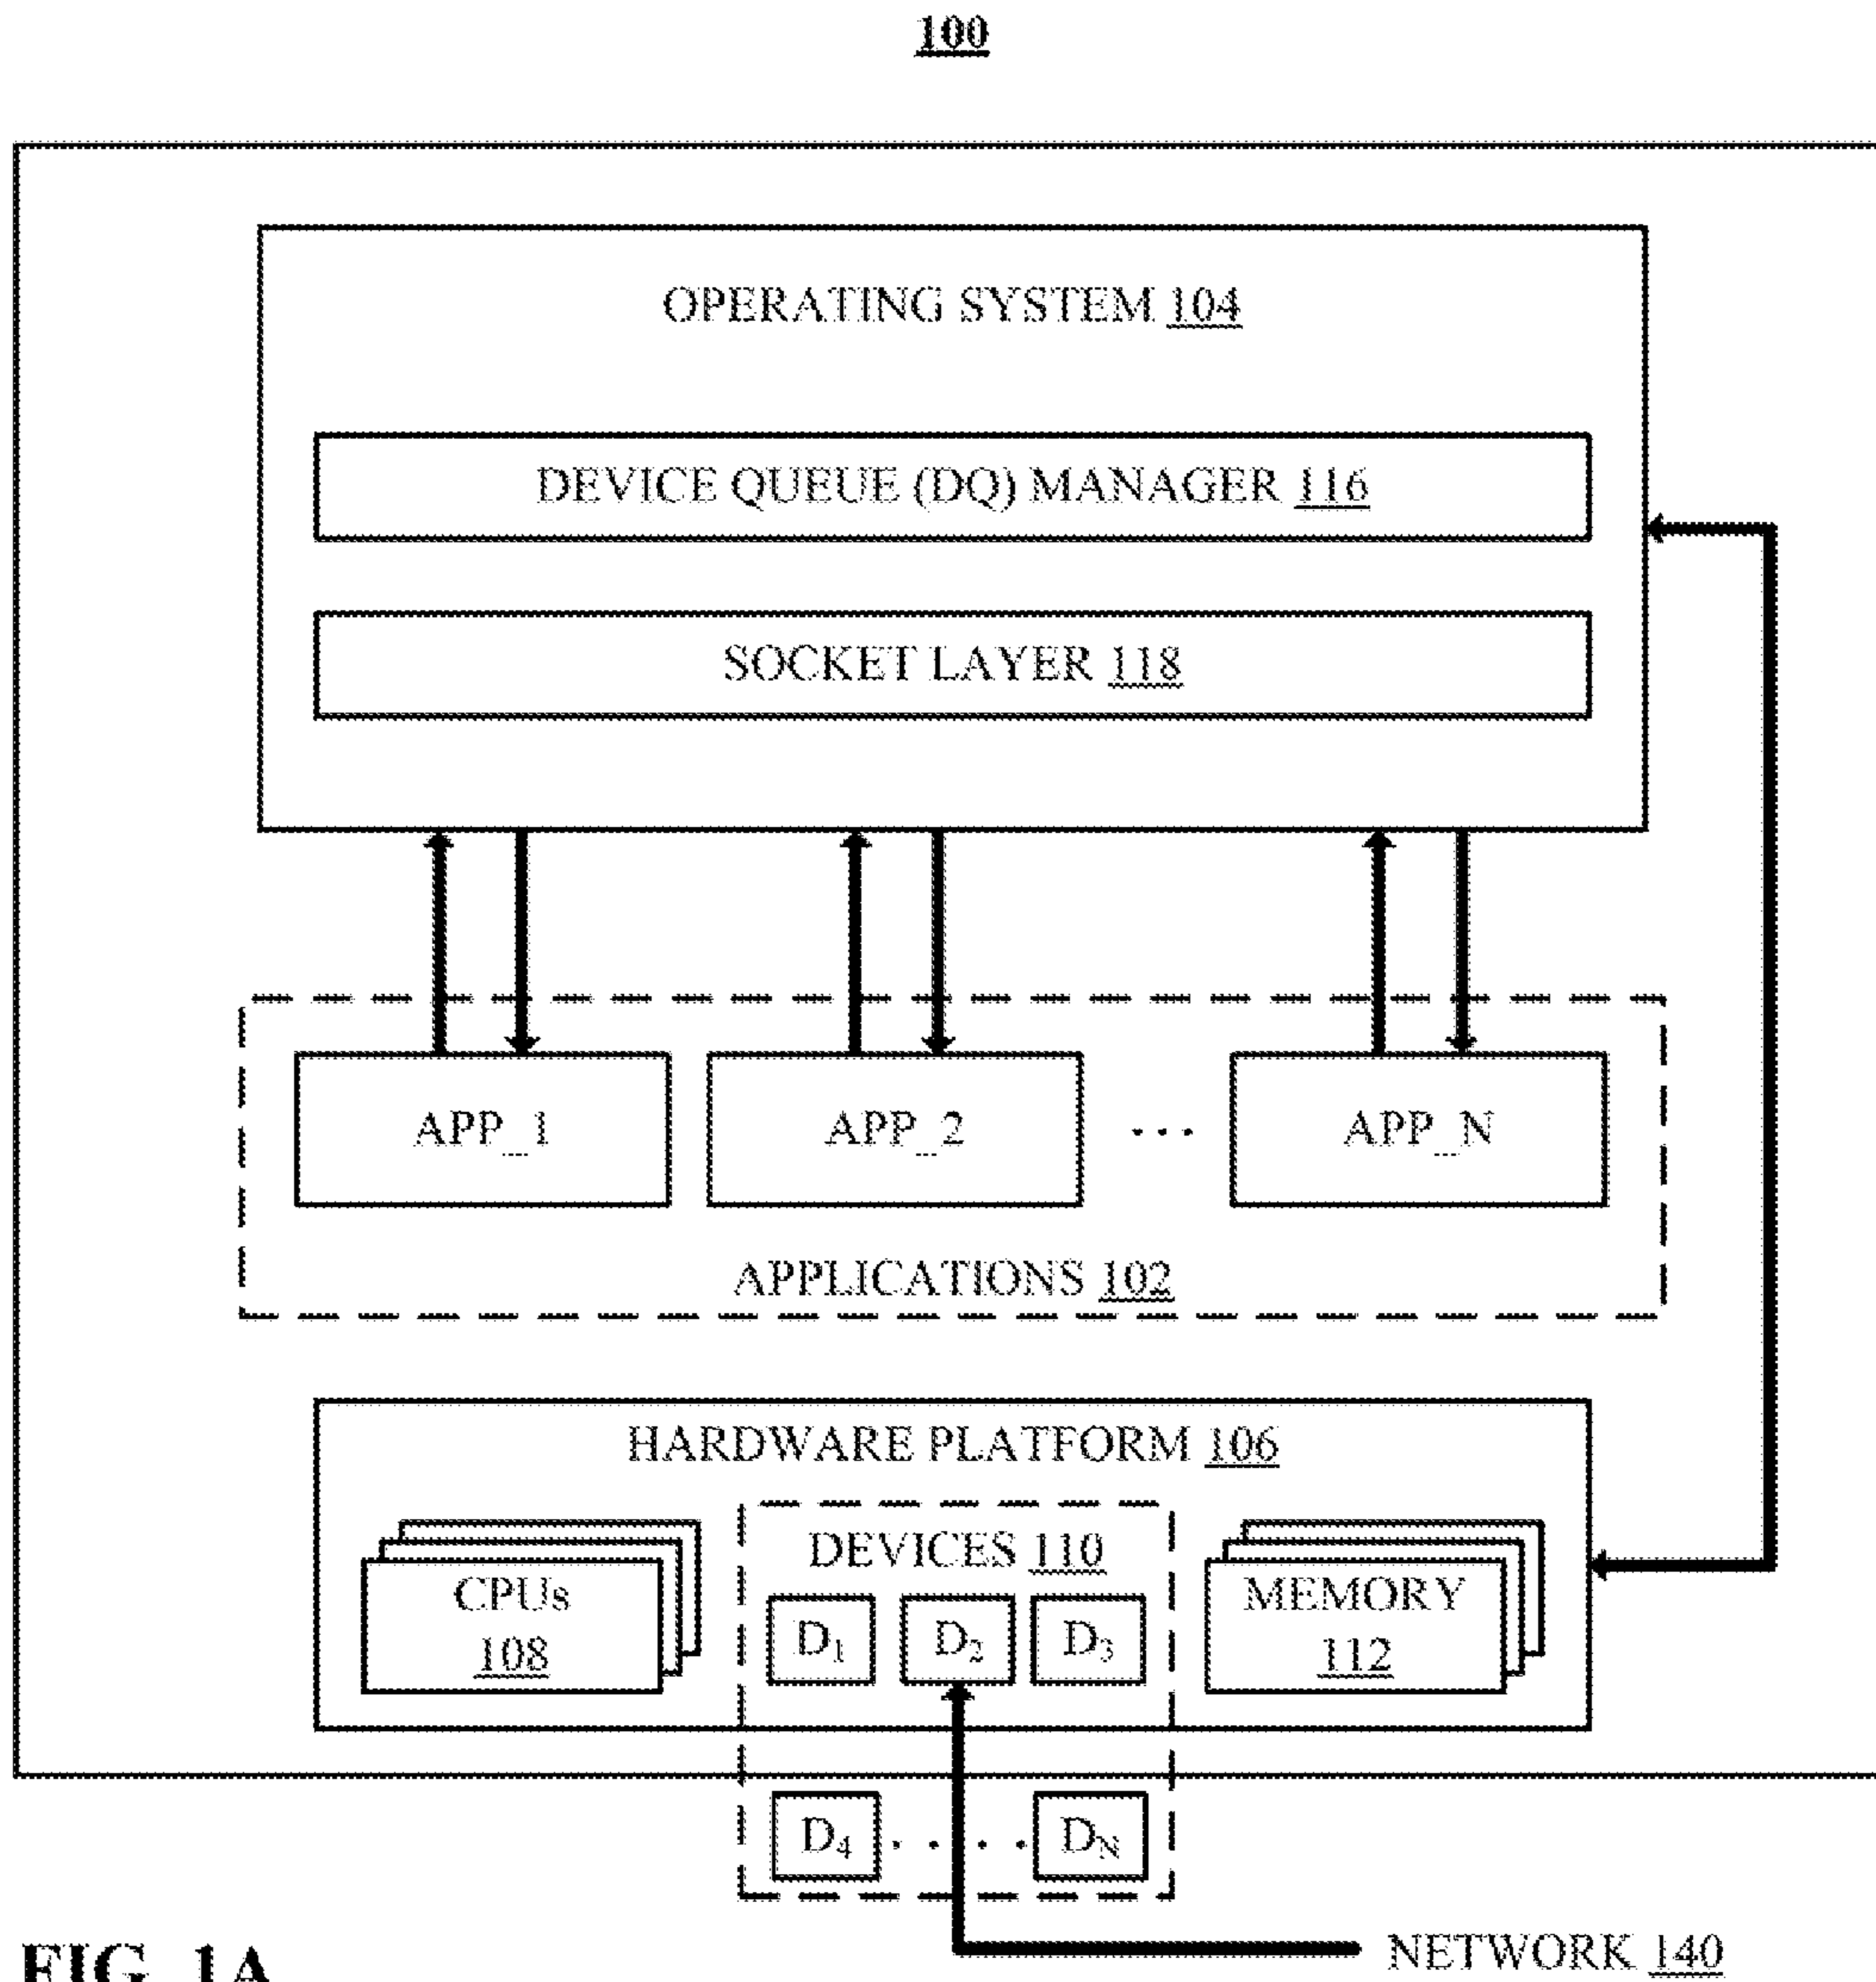 100
OPERATING SYSTEM 104
DEVICE QUEUE (DQ) MANAGER 116
SOCKET LAYER 118
APP_1
APP_2
...
APP_N
APPLICATIONS 102
HARDWARE PLATFORM 106
CPUs
108
DEVICES 110
D₁
D₂
D₃
MEMORY
112
D₄ . . . . . D_N
NETWORK 140
FIG. 1A